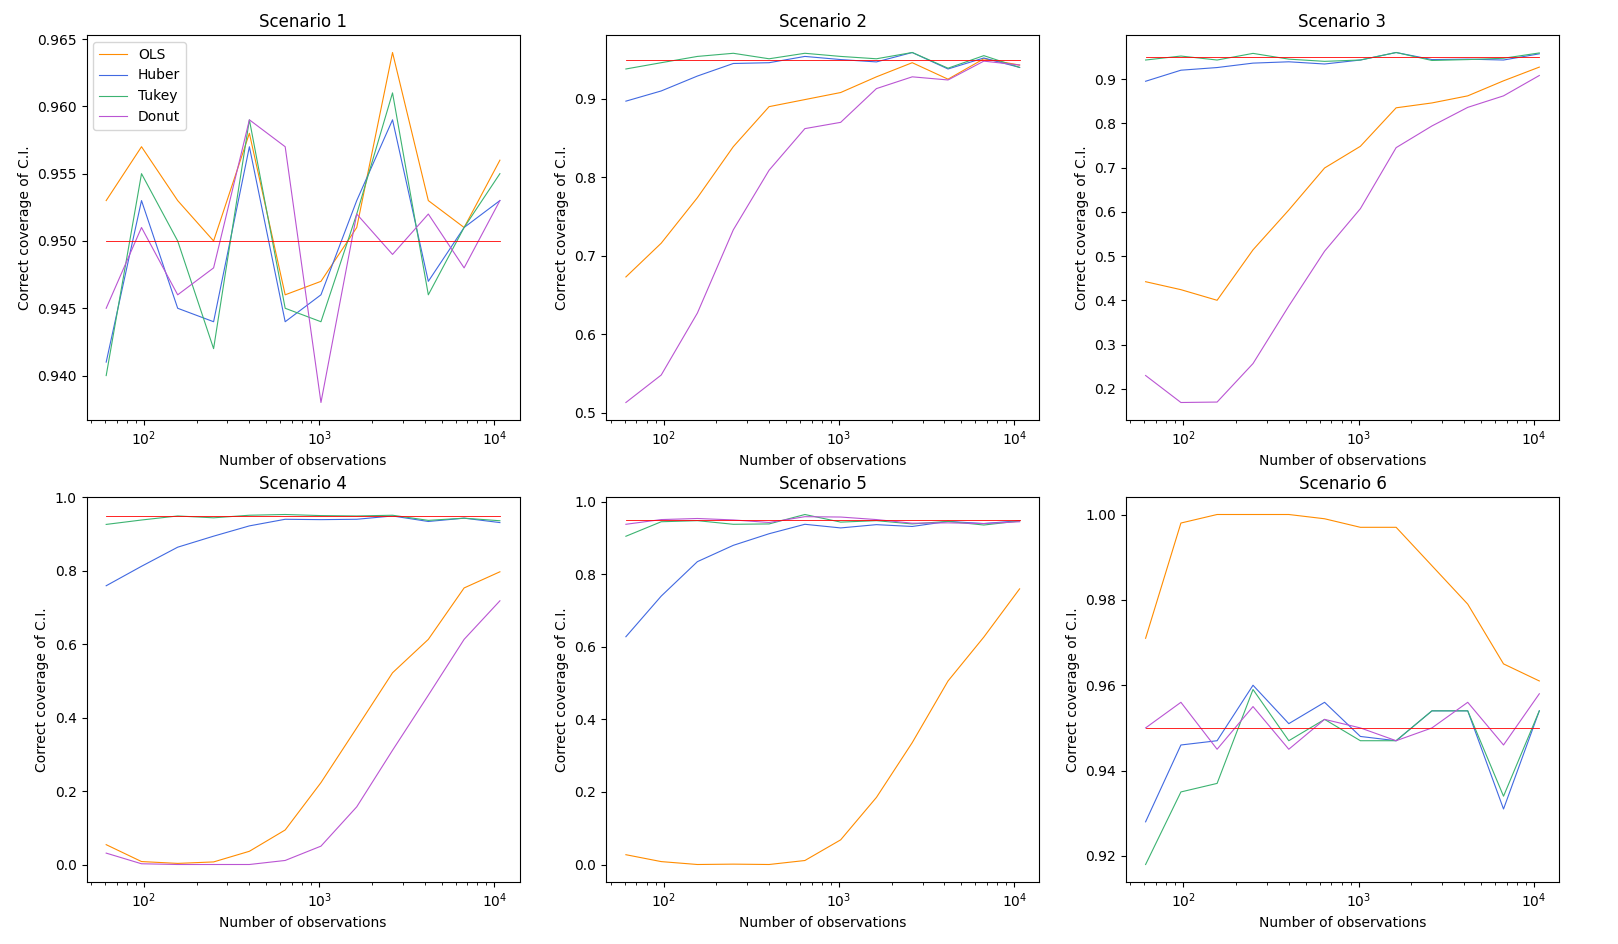 Scenario 1
Correct coverage of C.I.
0.965
0.960
0.955
0.950
0.945
0.940
OLS
Huber
Tukey
Donut
10²
10³
10⁴
Number of observations
Scenario 2
Correct coverage of C.I.
0.9
0.8
0.7
0.6
0.5
10²
10³
10⁴
Number of observations
Scenario 3
Correct coverage of C.I.
0.9
0.8
0.7
0.6
0.5
0.4
0.3
0.2
10²
10³
10⁴
Number of observations
Scenario 4
Correct coverage of C.I.
1.0
0.8
0.6
0.4
0.2
0.0
10²
10³
10⁴
Number of observations
Scenario 5
Correct coverage of C.I.
1.0
0.8
0.6
0.4
0.2
0.0
10²
10³
10⁴
Number of observations
Scenario 6
Correct coverage of C.I.
1.00
0.98
0.96
0.94
0.92
10²
10³
10⁴
Number of observations